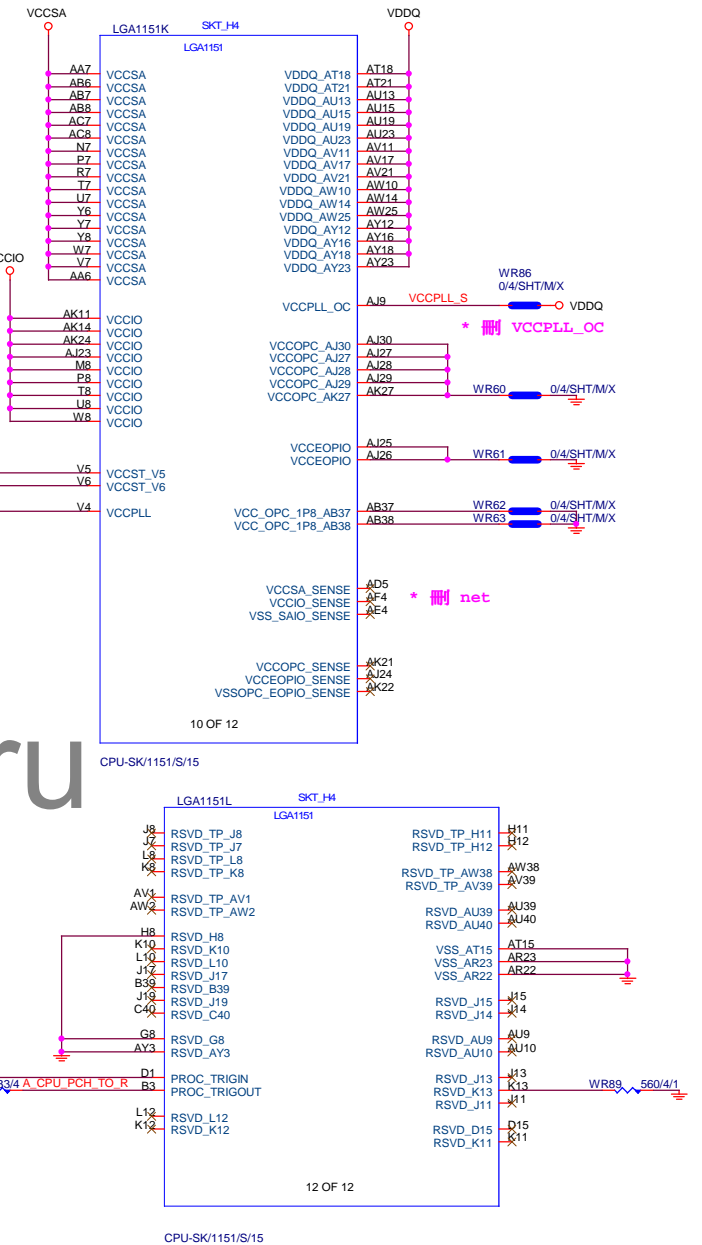 VCCSA
VDDQ
LGA1151K
SKT_H4
LGA1151
AA7 VCCSA VDDQ_AT18 AT18
AB6 VCCSA VDDQ_AT21 AT21
AB7 VCCSA VDDQ_AU13 AU13
AB8 VCCSA VDDQ_AU15 AU15
AC7 VCCSA VDDQ_AU19 AU19
AC8 VCCSA VDDQ_AU23 AU23
N7 VCCSA VDDQ_AV11 AV11
P7 VCCSA VDDQ_AV17 AV17
R7 VCCSA VDDQ_AV21 AV21
T7 VCCSA VDDQ_AW10 AW10
U7 VCCSA VDDQ_AW14 AW14
Y6 VCCSA VDDQ_AW25 AW25
Y7 VCCSA VDDQ_AY12 AY12
Y8 VCCSA VDDQ_AY16 AY16
W7 VCCSA VDDQ_AY18 AY18
V7 VCCSA VDDQ_AY23 AY23
AA6 VCCSA
CCIO
WR86
0/4/SHT/M/X
VCCPLL_OC AJ9 VCCPLL_S VDDQ
* 刪 VCCPLL_OC
AK11 VCCIO
AK14 VCCIO
AK24 VCCIO VCCOPC_AJ30 AJ30
AJ23 VCCIO VCCOPC_AJ27 AJ27
M8 VCCIO VCCOPC_AJ28 AJ28
P8 VCCIO VCCOPC_AJ29 AJ29
T8 VCCIO VCCOPC_AK27 AK27 WR60 0/4/SHT/M/X
U8 VCCIO
W8 VCCIO
VCCEOPIO AJ25
VCCEOPIO AJ26 WR61 0/4/SHT/M/X
V5 VCCST_V5
V6 VCCST_V6
V4 VCCPLL VCC_OPC_1P8_AB37 AB37 WR62 0/4/SHT/M/X
VCC_OPC_1P8_AB38 AB38 WR63 0/4/SHT/M/X
VCCSA_SENSE AD5
VCCIO_SENSE AF4 * 刪 net
VSS_SAIO_SENSE AE4
VCCOPC_SENSE AK21
VCCEOPIO_SENSE AJ24
VSSOPC_EOPIO_SENSE AK22
10 OF 12
ru
CPU-SK/1151/S/15
LGA1151L
SKT_H4
LGA1151
J8 RSVD_TP_J8 RSVD_TP_H11 H11
J7 RSVD_TP_J7 RSVD_TP_H12 H12
L8 RSVD_TP_L8
K8 RSVD_TP_K8 RSVD_TP_AW38 AW38
RSVD_TP_AV39 AV39
AV1 RSVD_TP_AV1
AW2 RSVD_TP_AW2 RSVD_AU39 AU39
RSVD_AU40 AU40
H8 RSVD_H8
K10 RSVD_K10 VSS_AT15 AT15
L10 RSVD_L10 VSS_AR23 AR23
J17 RSVD_J17 VSS_AR22 AR22
B39 RSVD_B39
J19 RSVD_J19 RSVD_J15 J15
C40 RSVD_C40 RSVD_J14 J14
G8 RSVD_G8 RSVD_AU9 AU9
AY3 RSVD_AY3 RSVD_AU10 AU10
D1 PROC_TRIGIN RSVD_J13 J13
33/4 A_CPU_PCH_TO_R B3 PROC_TRIGOUT RSVD_K13 K13 WR89 560/4/1
RSVD_J11 J11
L12 RSVD_L12
K12 RSVD_K12 RSVD_D15 D15
RSVD_K11 K11
12 OF 12
CPU-SK/1151/S/15